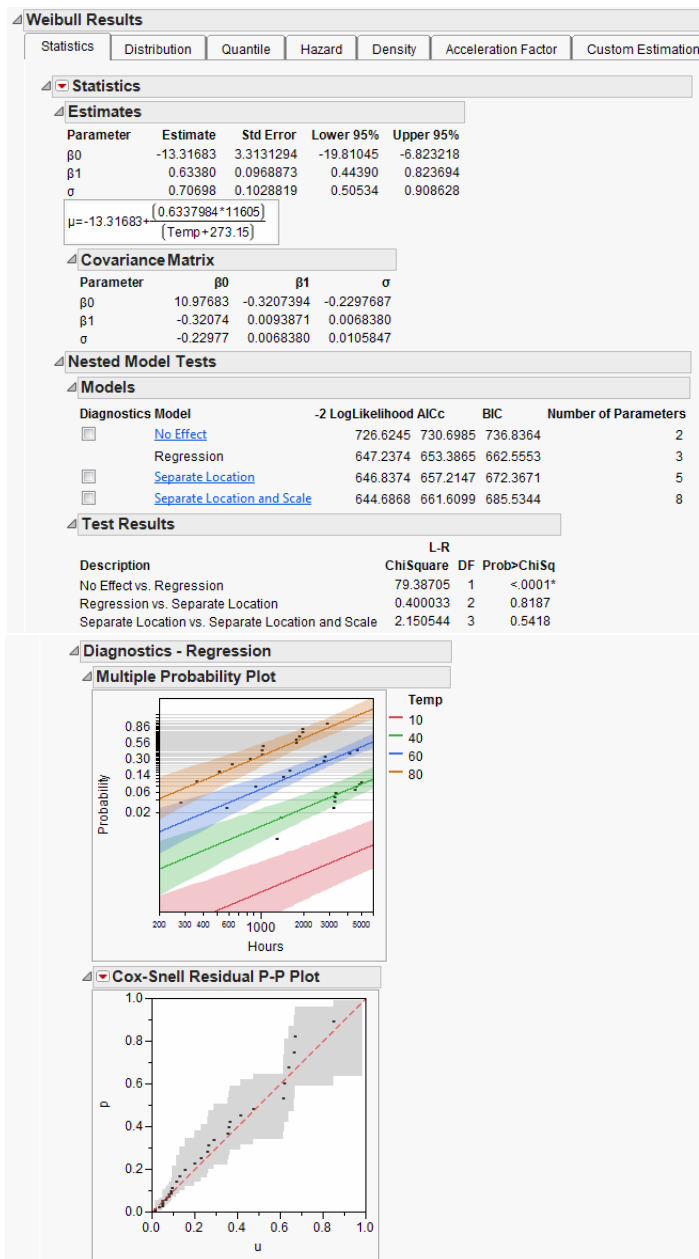 Weibull Results
Statistics Distribution Quantile Hazard Density Acceleration Factor Custom Estimation
Statistics
Estimates
Parameter Estimate Std Error Lower 95% Upper 95%
β0 -13.31683 3.3131294 -19.81045 -6.823218
β1 0.63380 0.0968873 0.44390 0.823694
σ 0.70698 0.1028819 0.50534 0.908628
(0.6337984*11605)
μ=-13.31683+
(Temp+273.15)
Covariance Matrix
Parameter β0 β1 σ
β0 10.97683 -0.3207394 -0.2297687
β1 -0.32074 0.0093871 0.0068380
σ -0.22977 0.0068380 0.0105847
Nested Model Tests
Models
Diagnostics Model -2 LogLikelihood AICc BIC Number of Parameters
No Effect 726.6245 730.6985 736.8364 2
Regression 647.2374 653.3865 662.5553 3
Separate Location 646.8374 657.2147 672.3671 5
Separate Location and Scale 644.6868 661.6099 685.5344 8
Test Results
L-R
Description ChiSquare DF Prob>ChiSq
No Effect vs. Regression 79.38705 1 <.0001*
Regression vs. Separate Location 0.400033 2 0.8187
Separate Location vs. Separate Location and Scale 2.150544 3 0.5418
Diagnostics - Regression
Multiple Probability Plot
Temp
10
40
60
80
0.86
0.56
0.30
0.14
0.06
0.02
Probability
200 300 400 600 1000 2000 3000 5000
Hours
Cox-Snell Residual P-P Plot
1.0
0.8
0.6
0.4
0.2
0.0
p
0.0 0.2 0.4 0.6 0.8 1.0
u